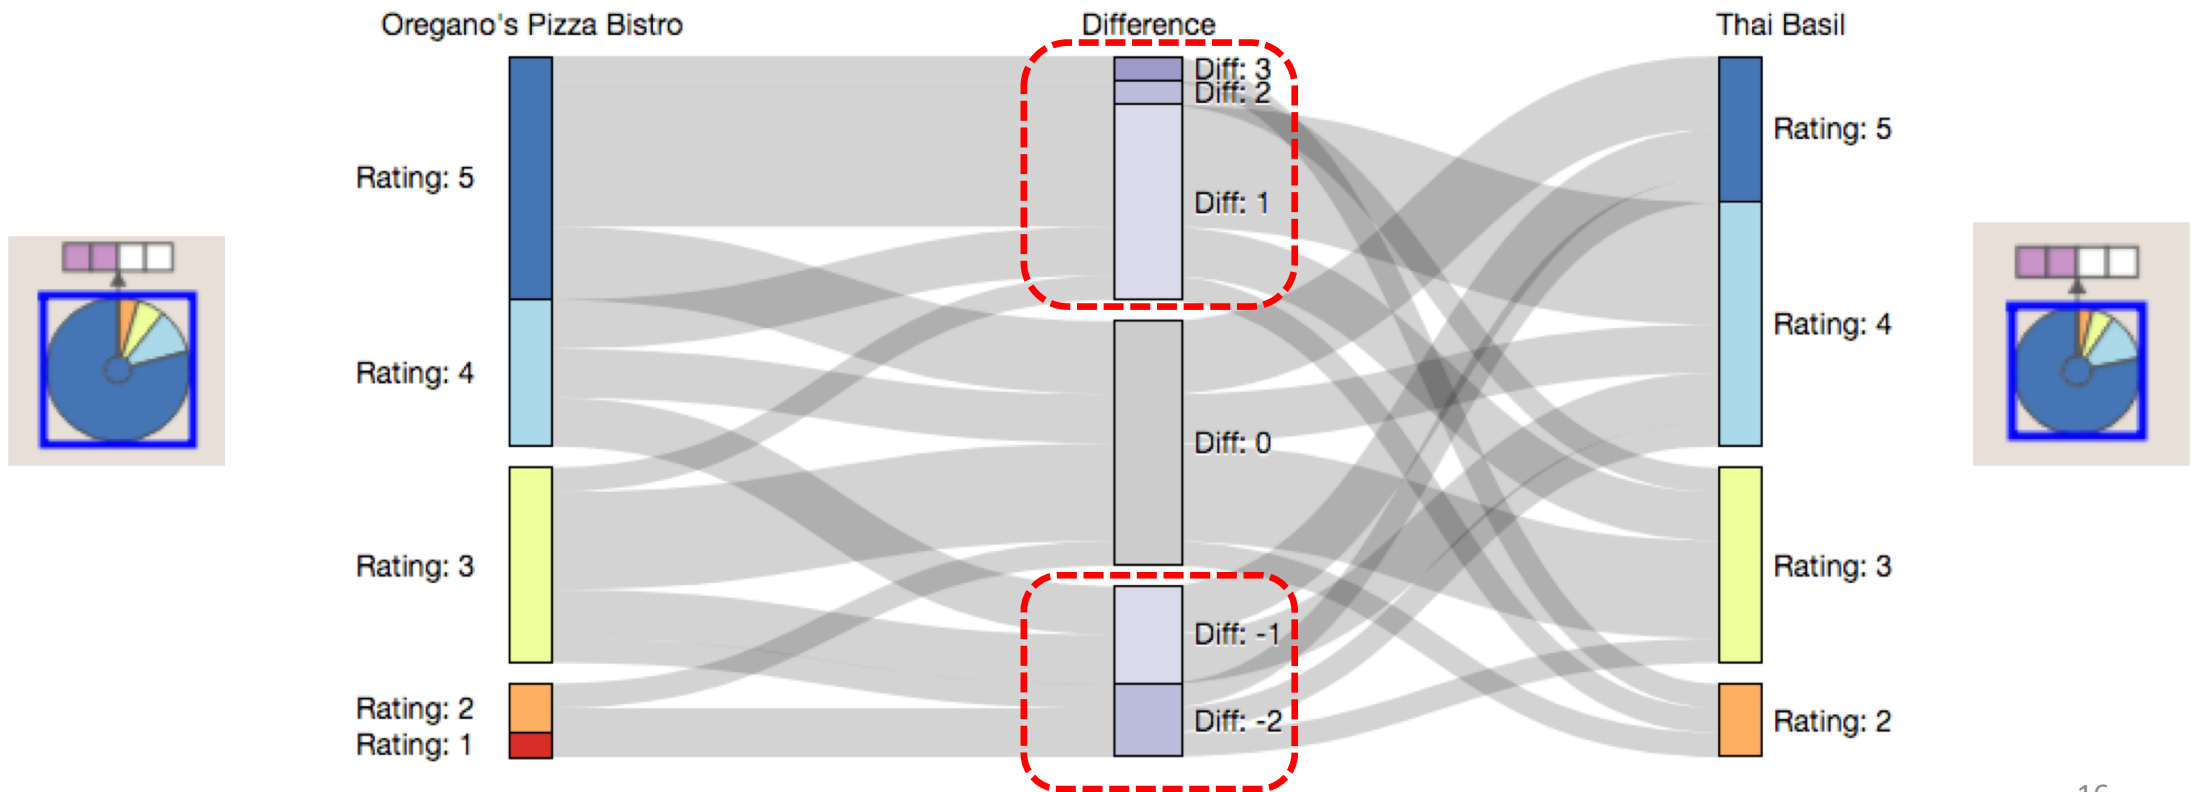 Oregano's Pizza Bistro
Difference
Thai Basil
Rating: 5
Rating: 4
Rating: 3
Rating: 2
Rating: 1
Diff: 3
Diff: 2
Diff: 1
Diff: 0
Diff: -1
Diff: -2
Rating: 5
Rating: 4
Rating: 3
Rating: 2